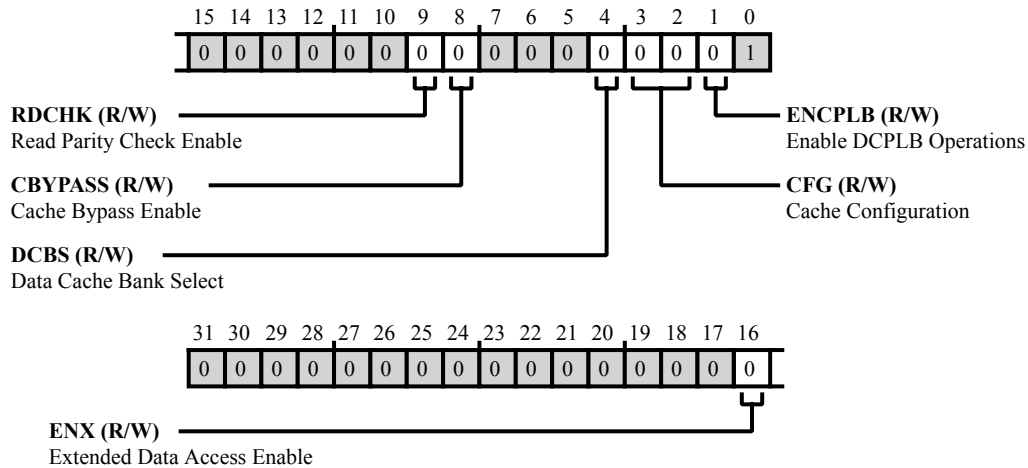 15 14 13 12 11 10 9 8 7 6 5 4 3 2 1 0
0 0 0 0 0 0 0 0 0 0 0 0 0 0 0 1
RDCHK (R/W)
Read Parity Check Enable
ENCPLB (R/W)
Enable DCPLB Operations
CBYPASS (R/W)
Cache Bypass Enable
CFG (R/W)
Cache Configuration
DCBS (R/W)
Data Cache Bank Select
31 30 29 28 27 26 25 24 23 22 21 20 19 18 17 16
0 0 0 0 0 0 0 0 0 0 0 0 0 0 0 0
ENX (R/W)
Extended Data Access Enable